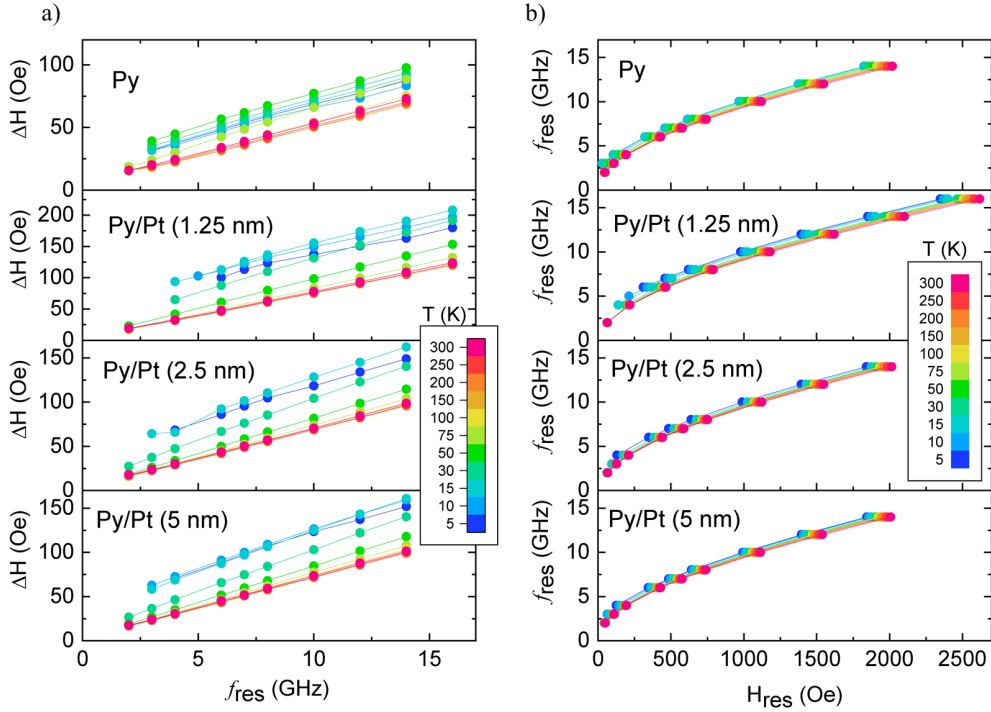 a)
Py
ΔH (Oe)
100
50
0
Py/Pt (1.25 nm)
ΔH (Oe)
200
150
100
50
0
Py/Pt (2.5 nm)
ΔH (Oe)
150
100
50
0
Py/Pt (5 nm)
ΔH (Oe)
150
100
50
0
0 5 10 15
fres (GHz)
T (K)
300
250
200
150
100
75
50
30
15
10
5
b)
Py
fres (GHz)
15
10
5
0
Py/Pt (1.25 nm)
fres (GHz)
15
10
5
0
Py/Pt (2.5 nm)
fres (GHz)
15
10
5
0
Py/Pt (5 nm)
fres (GHz)
15
10
5
0
0 500 1000 1500 2000 2500
Hres (Oe)
T (K)
300
250
200
150
100
75
50
30
15
10
5